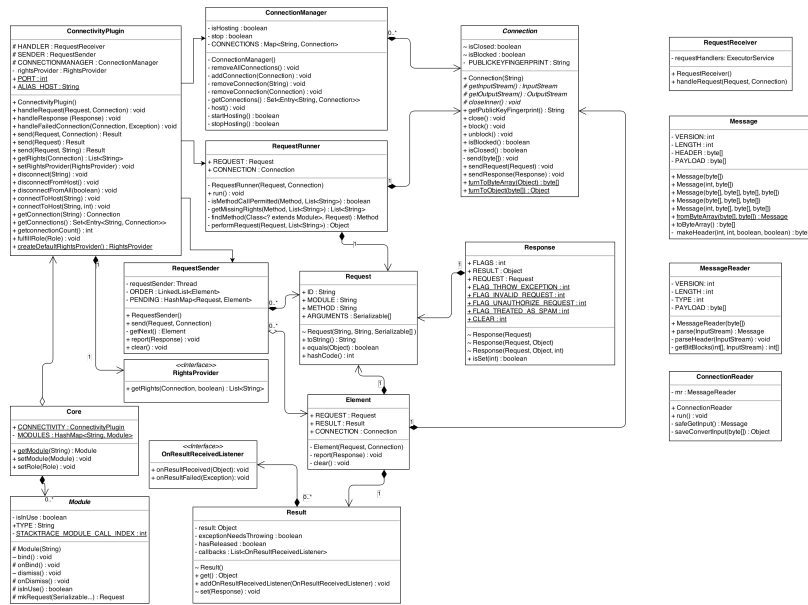 ConnectivityPlugin
# HANDLER : RequestReceiver
# SENDER : RequestSender
# CONNECTIONMANAGER : ConnectionManager
- rightsProvider : RightsProvider
+ PORT : int
+ ALIAS_HOST : String
+ ConnectivityPlugin()
+ handleRequest(Request, Connection) : void
+ handleResponse (Response) : void
+ handleFailedConnection(Connection, Exception) : void
+ send(Request, Connection) : Result
+ send(Request) : Result
+ send(Request, String) : Result
+ getRights(Connection) : List<String>
+ setRightsProvider(RightsProvider) : void
+ disconnect(String) : void
+ disconnectFromHost() : void
+ disconnectFromAll(boolean) : void
+ connectToHost(String) : void
+ connectToHost(String, int) : void
+ getConnection(String) : Connection
+ getConnections() : Set<Entry<String, Connection>>
+ getconnectionCount() : int
+ fulfillRole(Role) : void
+ createDefaultRightsProvider() : RightsProvider
ConnectionManager
- isHosting : boolean
- stop : boolean
- CONNECTIONS : Map<String, Connection>
- ConnectionManager()
- removeAllConnections() : void
- addConnection(Connection) : void
- removeConnection(String) : void
- removeConnection(Connection) : void
- getConnections() : Set<Entry<String, Connection>>
- host() : void
- startHosting() : boolean
- stopHosting() : boolean
0..*
Connection
~ isClosed: boolean
~ isBlocked : boolean
- PUBLICKEYFINGERPRINT : String
+ Connection(String)
# getInputStream() : InputStream
# getOutputStream() : OutputStream
# closeInner() : void
+ getPublicKeyFingerprint() : String
+ close() : void
+ block() : void
+ unblock() : void
+ isBlocked() : boolean
+ isClosed() : boolean
- send(byte[]) : void
+ sendRequest(Request) : void
+ sendResponse(Response) : void
+ turnToByteArray(Object) : byte[]
+ turnToObject(byte[]) : Object
RequestReceiver
- requestHandlers: ExecutorService
+ RequestReceiver()
+ handleRequest(Request, Connection)
Message
- VERSION: int
- LENGTH : int
- HEADER : byte[]
- PAYLOAD : byte[]
+ Message(byte[])
+ Message(int, byte[])
+ Message(byte[], byte[], byte[], byte[])
+ Message(byte[], byte[], byte[])
+ Message(int, byte[], byte[], byte[])
+ fromByteArray(byte[], byte[]) : Message
+ toByteArray() : byte[]
- makeHeader(int, int, boolean, boolean) : byte
RequestRunner
+ REQUEST : Request
+ CONNECTION : Connection
- RequestRunner(Request, Connection)
+ run() : void
- isMethodCallPermitted(Method, List<String>) : boolean
- getMissingRights(Method, List<String>) : List<String>
- findMethod(Class<? extends Module>, Request) : Method
- performRequest(Request, List<String>) : Object
1
1
RequestSender
- requestSender: Thread
- ORDER : LinkedList<Element>
- PENDING : HashMap<Request, Element>
- RequestSender()
+ send(Request, Connection)
- getNext() : Element
+ report(Response) : void
+ clear() : void
0..*
0..*
Request
+ ID : String
+ MODULE : String
+ METHOD : String
+ ARGUMENTS : Serializable[]
~ Request(String, String, Serializable[] )
+ toString() : String
+ equals(Object) : boolean
+ hashCode() : int
1
Response
+ FLAGS : int
+ RESULT : Object
+ REQUEST : Request
+ FLAG_THROW_EXCEPTION : int
+ FLAG_INVALID_REQUEST : int
+ FLAG_UNAUTHORIZE_REQUEST : int
+ FLAG_TREATED_AS_SPAM : int
+ CLEAR : int
~ Response(Request)
~ Response(Request, Object)
~ Response(Request, Object, int)
+ isSet(int) : boolean
MessageReader
- VERSION: int
- LENGTH : int
- TYPE : int
- PAYLOAD : byte[]
+ MessageReader(byte[])
+ parse(InputStream) : Message
- parseHeader(InputStream) : void
- getBitBlocks(int[], InputStream) : int[]
1
<<Interface>>
RightsProvider
+ getRights(Connection, boolean) : List<String>
1
ConnectionReader
- mr : MessageReader
+ ConnectionReader
+ run() : void
- safeGetInput() : Message
- saveConvertInput(byte[]) : Object
Core
+ CONNECTIVITY : ConnectivityPlugin
- MODULES : HashMap<String, Module>
+ getModule(String) : Module
+ setModule(Module) : void
+ setRole(Role) : void
0..*
Element
+ REQUEST : Request
+ RESULT : Result
+ CONNECTION : Connection
- Element(Request, Connection)
- report(Response) : void
- clear() : void
1
1
<<Interface>>
OnResultReceivedListener
+ onResultReceived(Object): void
+ onResultFailed(Exception): void
0..*
Module
- isInUse : boolean
+TYPE : String
- STACKTRACE_MODULE_CALL_INDEX : int
# Module(String)
~ bind() : void
# onBind() : void
~ dismiss() : void
# onDismiss() : void
# isInUse() : boolean
# mkRequest(Serializable...) : Request
Result
- result: Object
- exceptionNeedsThrowing : boolean
- hasReleased : boolean
- callbacks : List<OnResultReceivedListener>
~ Result()
+ get() : Object
+ addOnResultReceivedListener(OnResultReceivedListener) : void
~ set(Response) : void